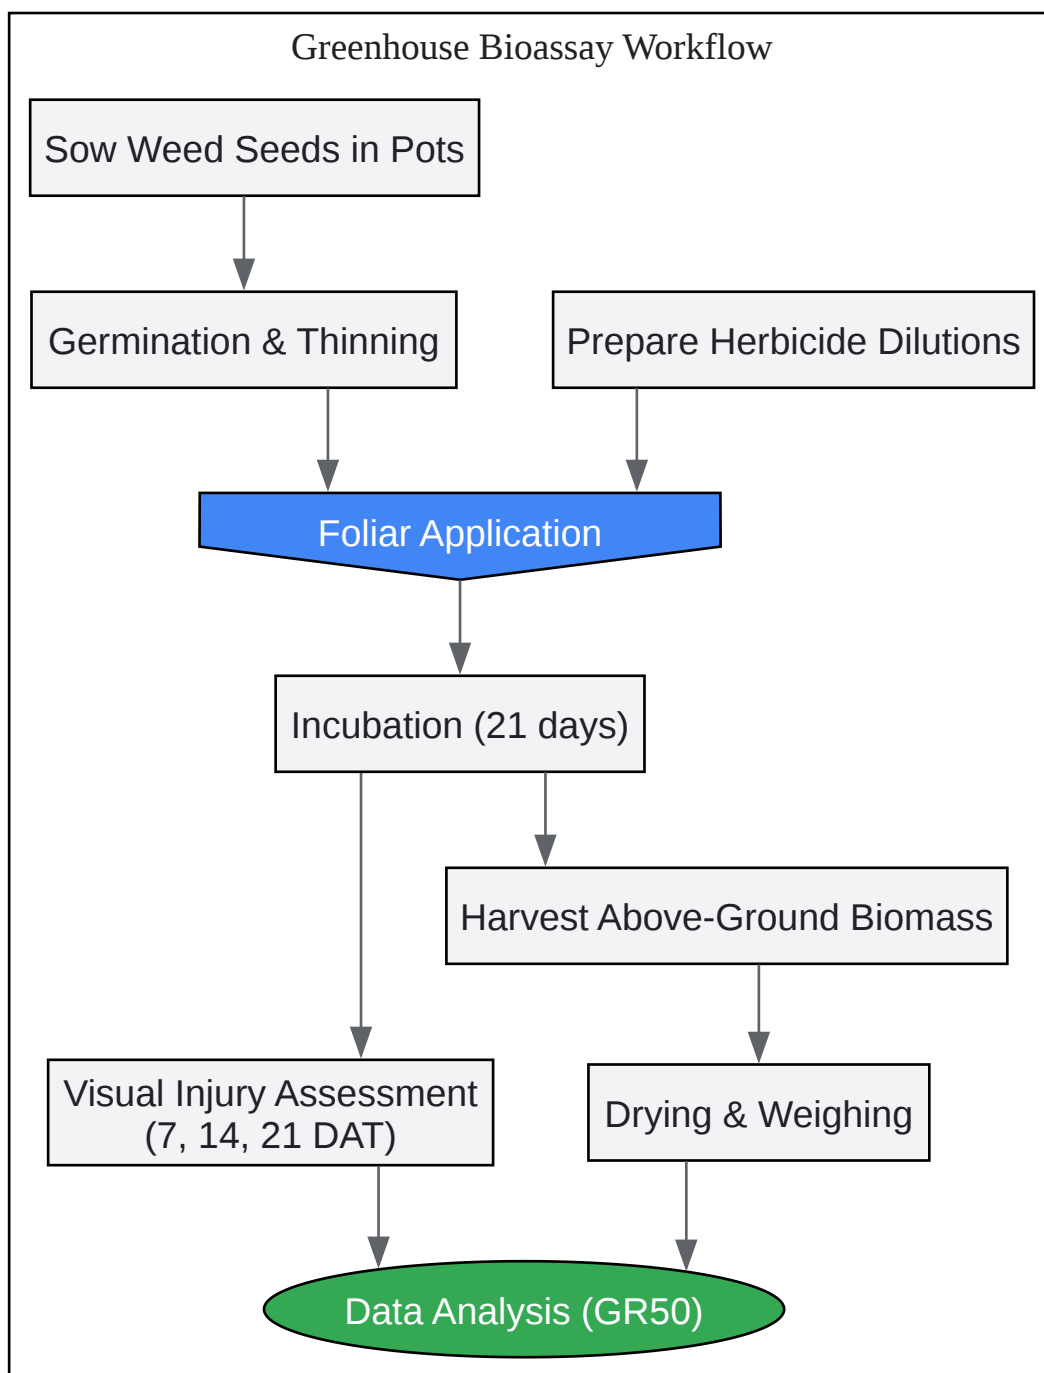 Greenhouse Bioassay Workflow
Sow Weed Seeds in Pots
Germination & Thinning
Prepare Herbicide Dilutions
Foliar Application
Incubation (21 days)
Harvest Above-Ground Biomass
Visual Injury Assessment
(7, 14, 21 DAT)
Drying & Weighing
Data Analysis (GR50)